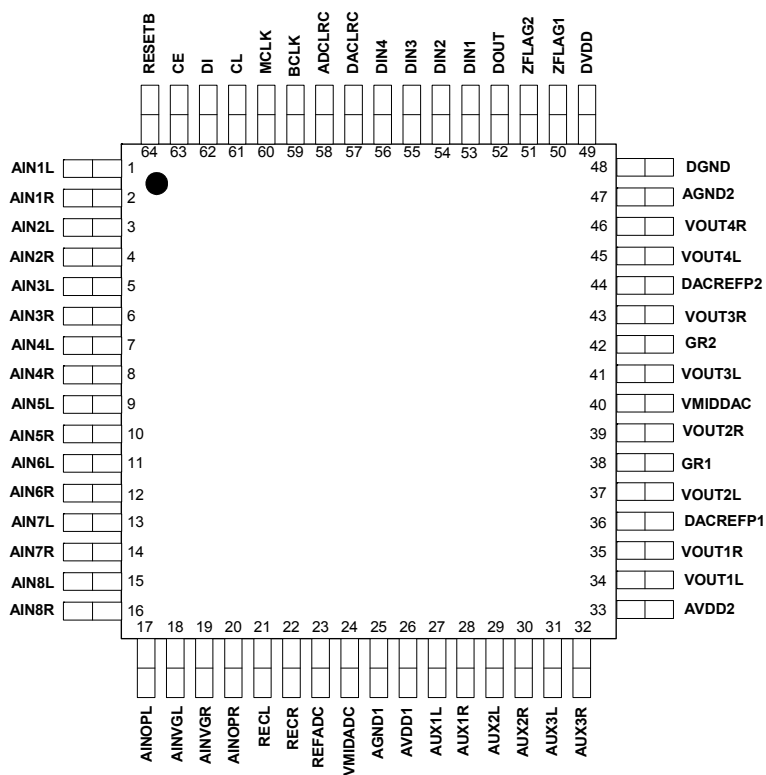 RESETB CE DI CL MCLK BCLK ADCLRC DACLRC DIN4 DIN3 DIN2 DIN1 DOUT ZFLAG2 ZFLAG1 DVDD
64 63 62 61 60 59 58 57 56 55 54 53 52 51 50 49
AIN1L 1 48 DGND
AIN1R 2 47 AGND2
AIN2L 3 46 VOUT4R
AIN2R 4 45 VOUT4L
AIN3L 5 44 DACREFP2
AIN3R 6 43 VOUT3R
AIN4L 7 42 GR2
AIN4R 8 41 VOUT3L
AIN5L 9 40 VMIDDAC
AIN5R 10 39 VOUT2R
AIN6L 11 38 GR1
AIN6R 12 37 VOUT2L
AIN7L 13 36 DACREFP1
AIN7R 14 35 VOUT1R
AIN8L 15 34 VOUT1L
AIN8R 16 33 AVDD2
17 18 19 20 21 22 23 24 25 26 27 28 29 30 31 32
AINOPL AINVGL AINVGR AINOPR RECL RECR REFADC VMIDADC AGND1 AVDD1 AUX1L AUX1R AUX2L AUX2R AUX3L AUX3R